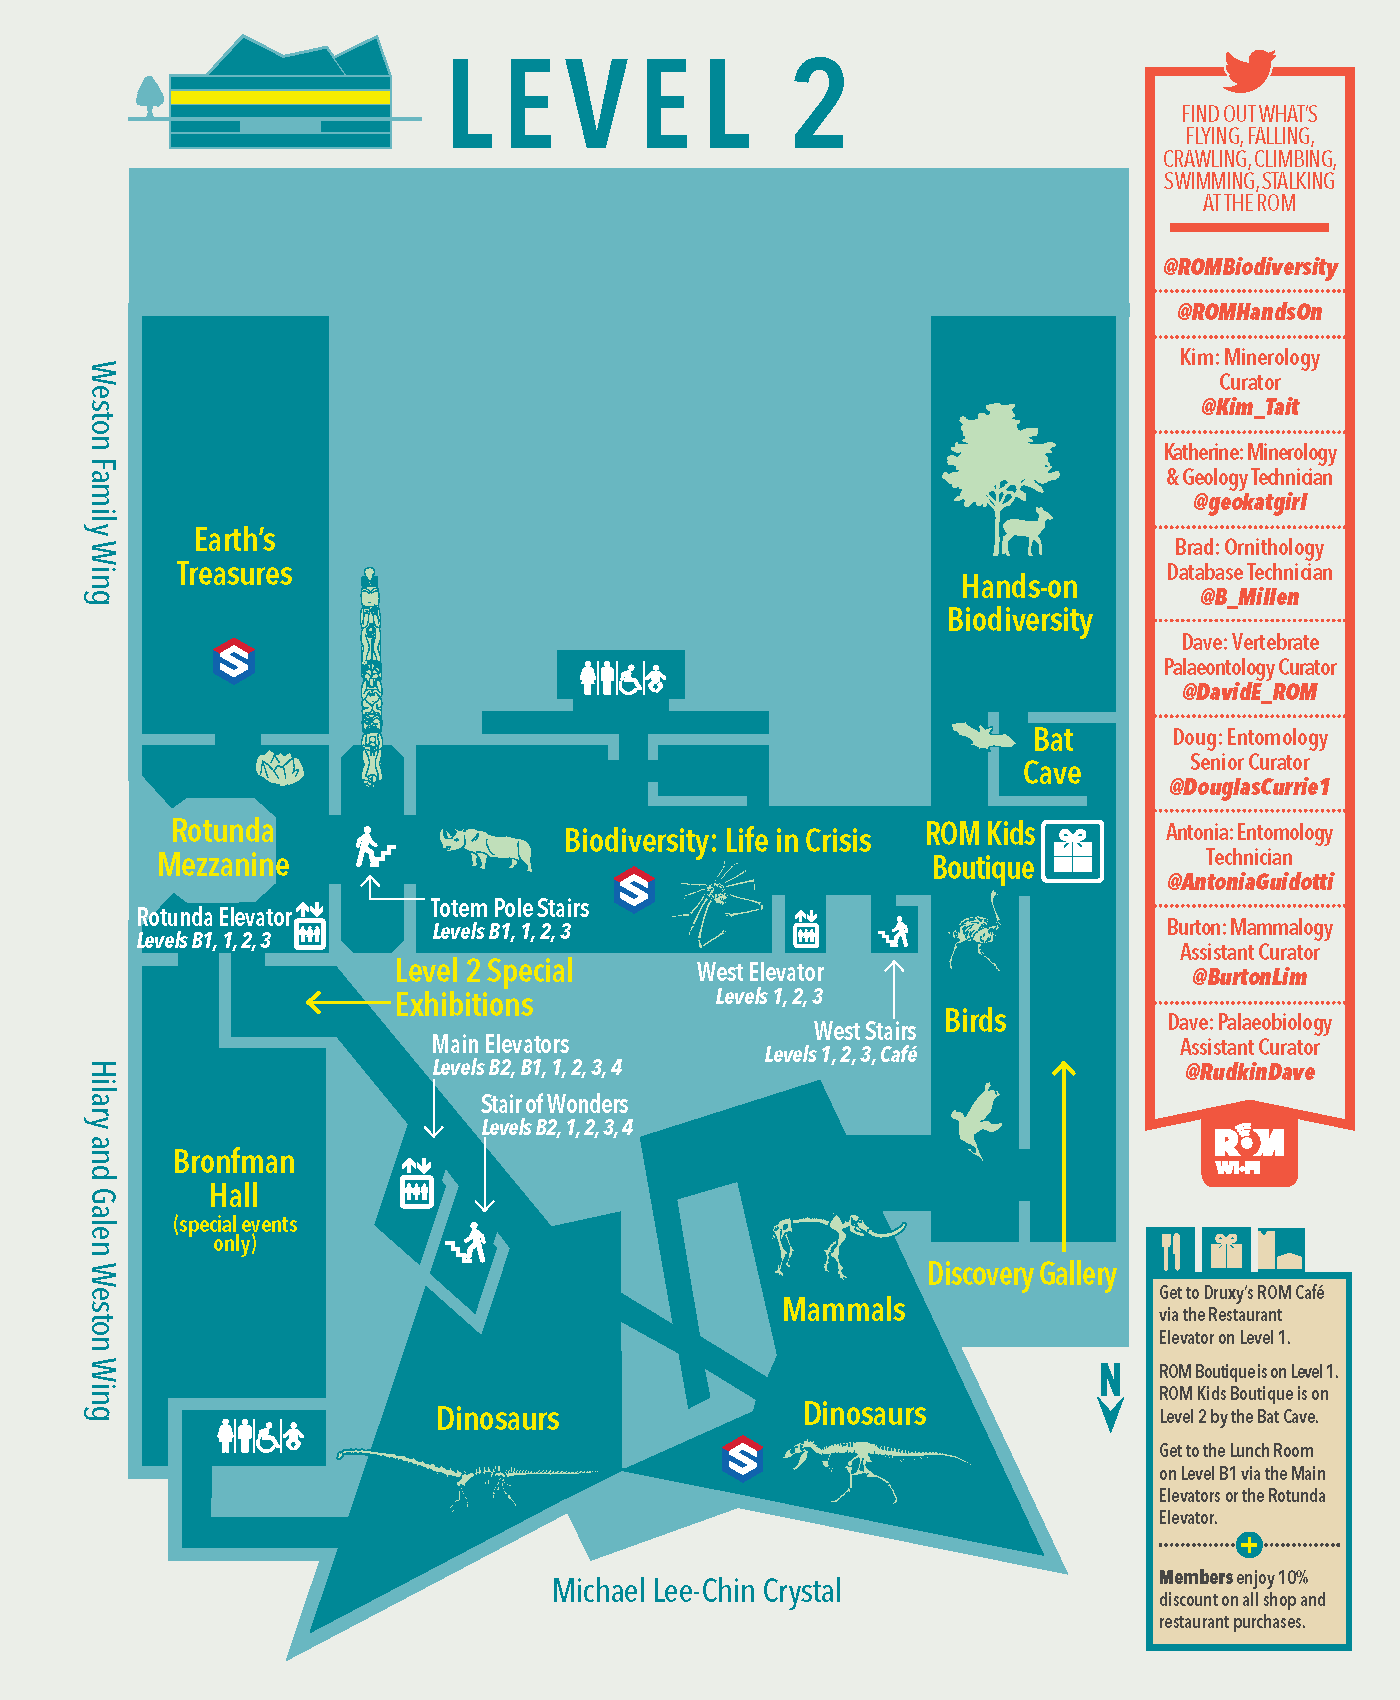 LEVEL 2
Weston Family Wing
Hilary and Galen Weston Wing
Earth's
Treasures
Hands-on
Biodiversity
Bat
Cave
Rotunda
Mezzanine
Biodiversity: Life in Crisis
ROM Kids
Boutique
Rotunda Elevator
Levels B1, 1, 2, 3
Totem Pole Stairs
Levels B1, 1, 2, 3
Level 2 Special
Exhibitions
West Elevator
Levels 1, 2, 3
West Stairs
Levels 1, 2, 3, Café
Birds
Main Elevators
Levels B2, B1, 1, 2, 3, 4
Stair of Wonders
Levels B2, 1, 2, 3, 4
Bronfman
Hall
(special events
only)
Discovery Gallery
Mammals
Dinosaurs
Dinosaurs
S
S
S
N
Michael Lee-Chin Crystal
FIND OUT WHAT'S
FLYING, FALLING,
CRAWLING, CLIMBING,
SWIMMING, STALKING
AT THE ROM
@ROMBiodiversity
@ROMHandsOn
Kim: Minerology
Curator
@Kim_Tait
Katherine: Minerology
& Geology Technician
@geokatgirl
Brad: Ornithology
Database Technician
@B_Millen
Dave: Vertebrate
Palaeontology Curator
@DavidE_ROM
Doug: Entomology
Senior Curator
@DouglasCurrie1
Antonia: Entomology
Technician
@AntoniaGuidotti
Burton: Mammalogy
Assistant Curator
@BurtonLim
Dave: Palaeobiology
Assistant Curator
@RudkinDave
ROM
WI-FI
Get to Druxy's ROM Café
via the Restaurant
Elevator on Level 1.
ROM Boutique is on Level 1.
ROM Kids Boutique is on
Level 2 by the Bat Cave.
Get to the Lunch Room
on Level B1 via the Main
Elevators or the Rotunda
Elevator.
Members enjoy 10%
discount on all shop and
restaurant purchases.